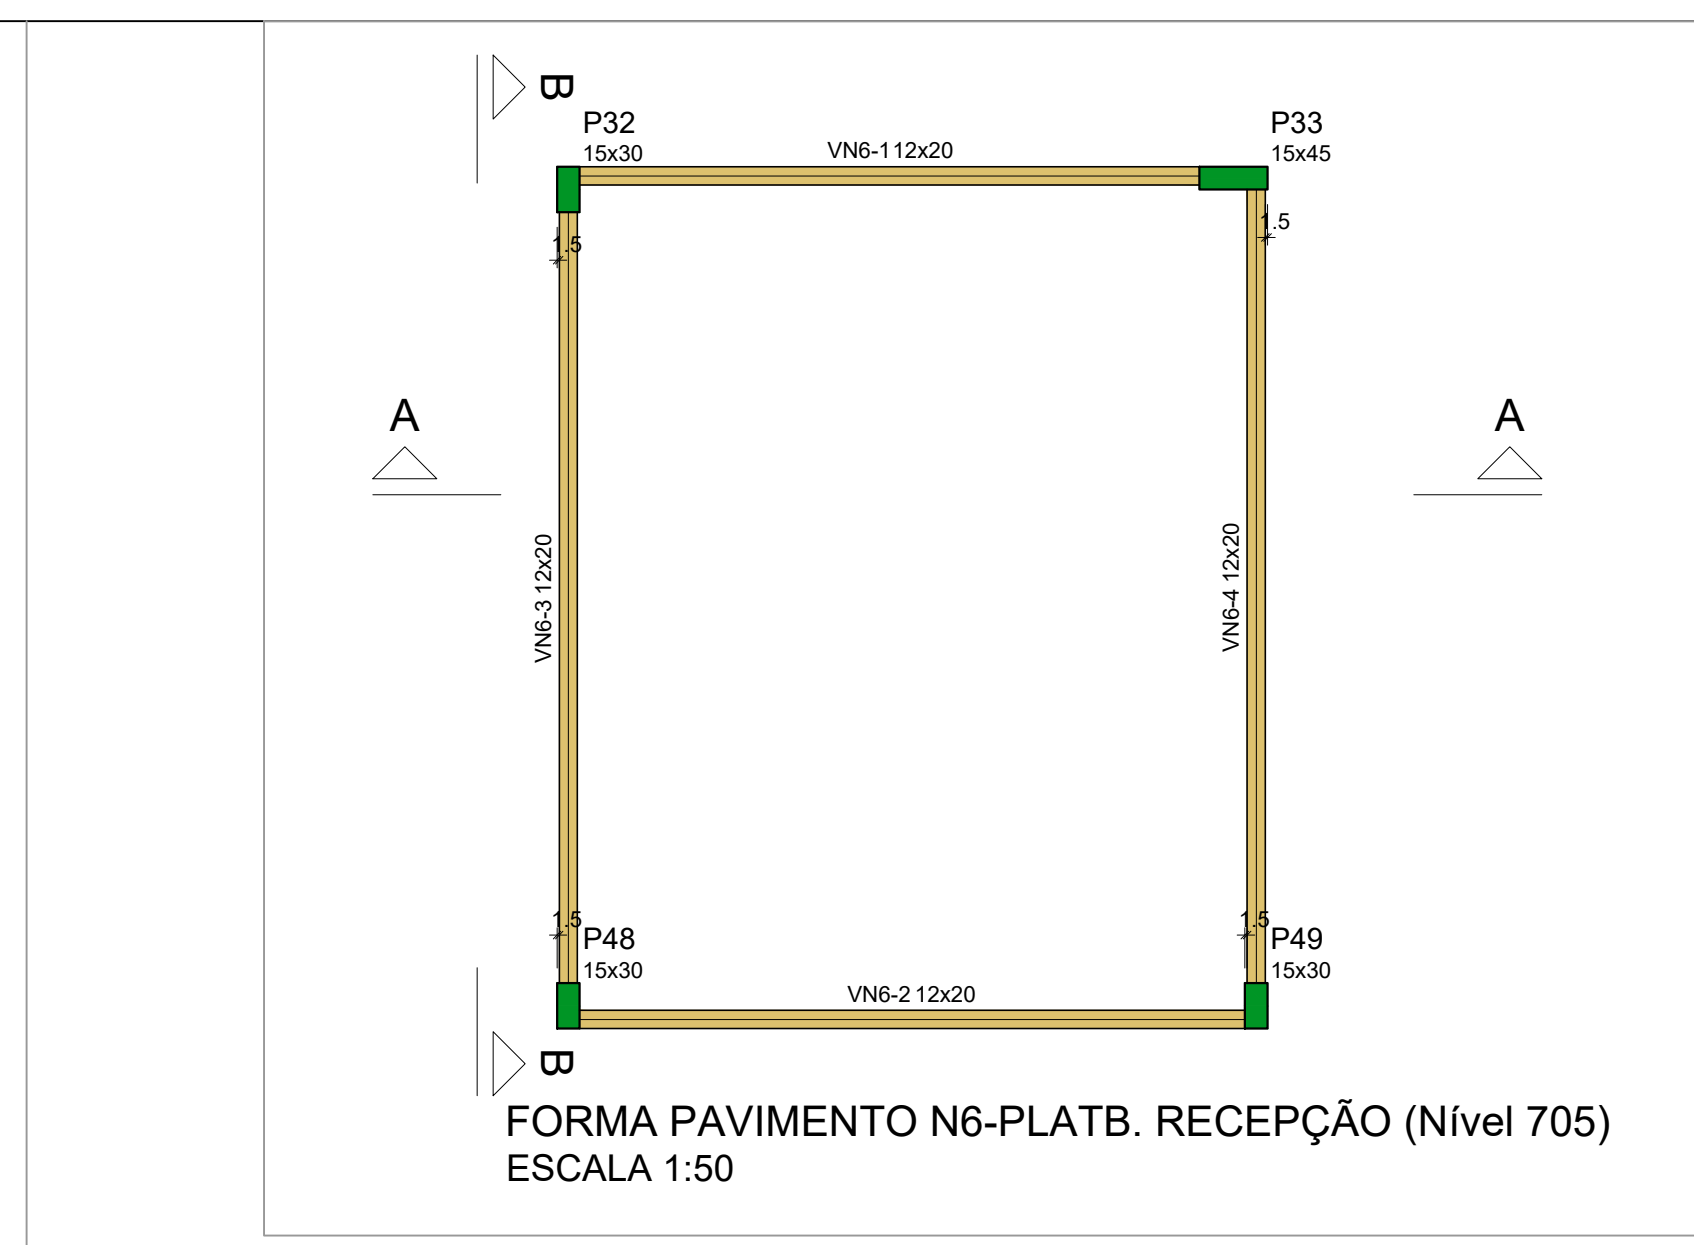 B
P32
15x30
VN6-1 12x20
P33
15x45
1.5
1.5
A
A
VN6-3 12x20
VN6-4 12x20
1.5
1.5
P48
15x30
P49
15x30
VN6-2 12x20
B
FORMA PAVIMENTO N6-PLATB. RECEPÇÃO (Nível 705)
ESCALA 1:50